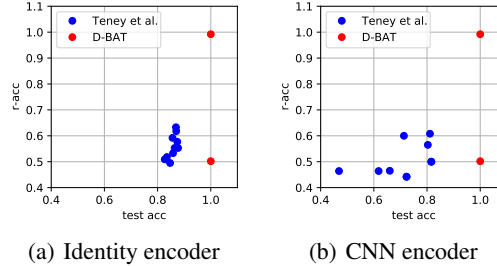 1.1
1.0
0.9
0.8
0.7
0.6
0.5
0.4
r-acc
Teney et al.
D-BAT
0.4 0.6 0.8 1.0
test acc
(a) Identity encoder
1.1
1.0
0.9
0.8
0.7
0.6
0.5
0.4
r-acc
Teney et al.
D-BAT
0.4 0.6 0.8 1.0
test acc
(b) CNN encoder